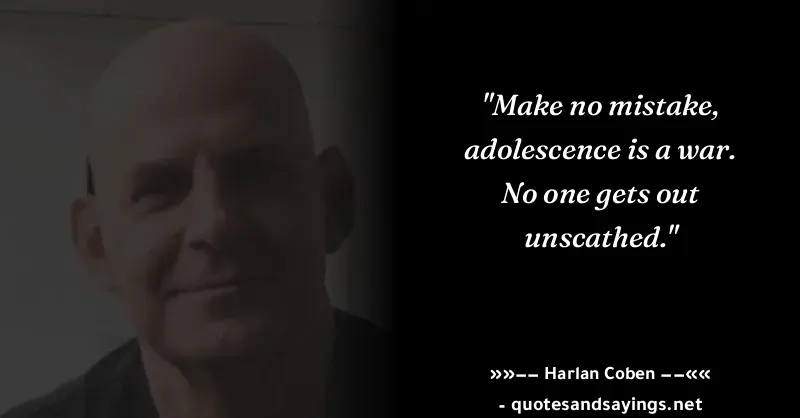 "Make no mistake,
adolescence is a war.
No one gets out
unscathed."
»»–– Harlan Coben ––««
- quotesandsayings.net